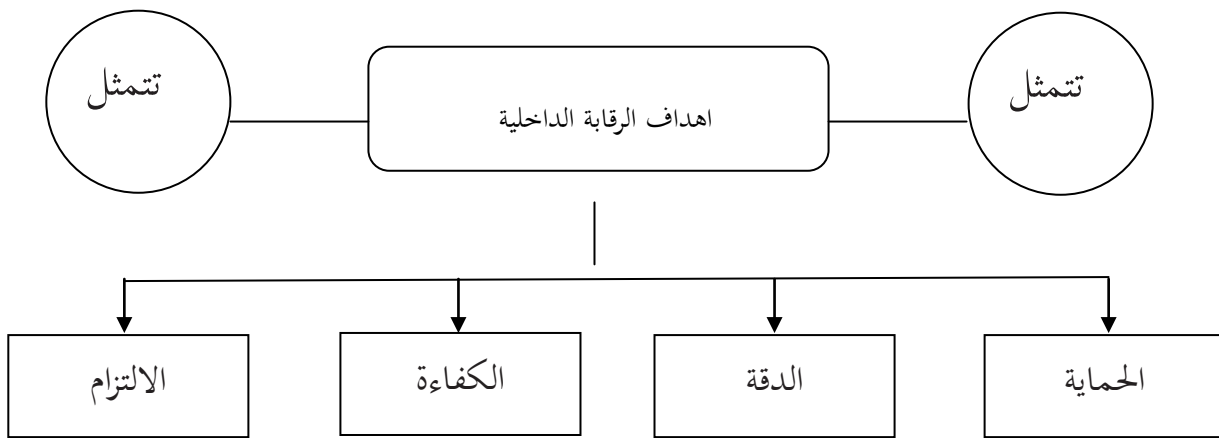 تتمثل
اهداف الرقابة الداخلية
تتمثل
الحماية
الدقة
الكفاءة
الالتزام